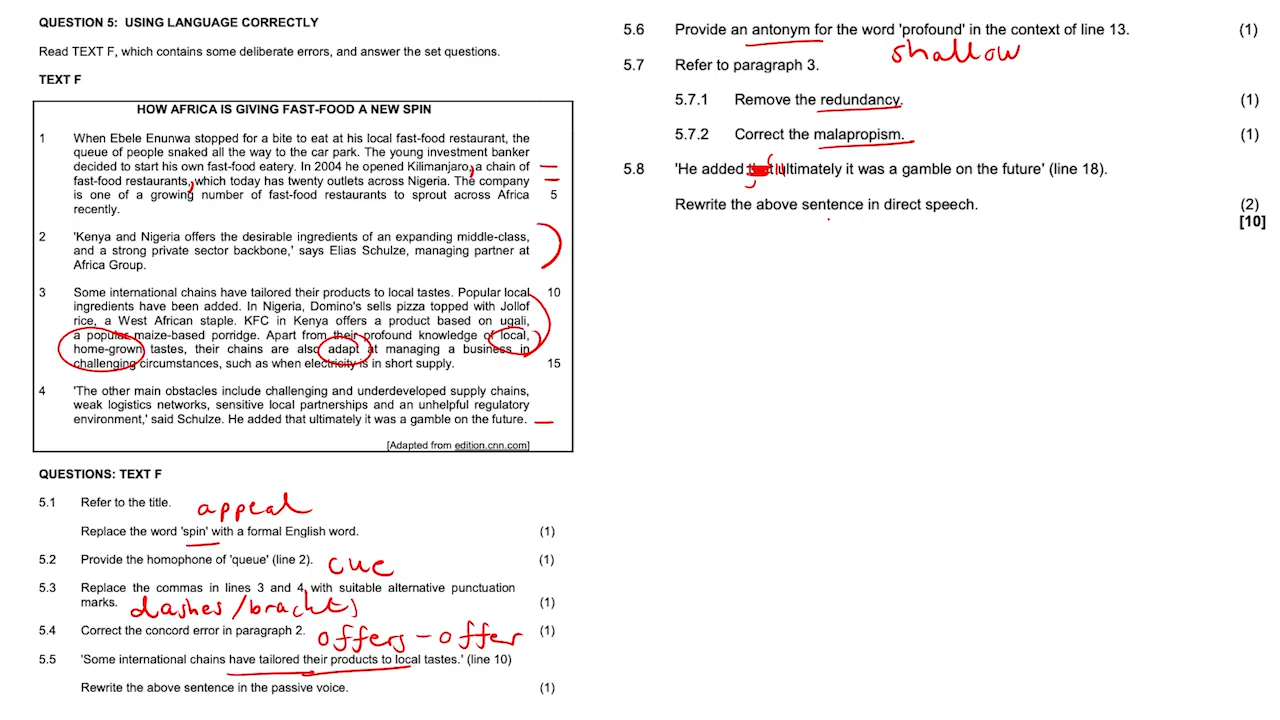 QUESTION 5: USING LANGUAGE CORRECTLY
Read TEXT F, which contains some deliberate errors, and answer the set questions.
TEXT F
HOW AFRICA IS GIVING FAST-FOOD A NEW SPIN
1 When Ebele Enunwa stopped for a bite to eat at his local fast-food restaurant, the
queue of people snaked all the way to the car park. The young investment banker
decided to start his own fast-food eatery. In 2004 he opened Kilimanjaro, a chain of
fast-food restaurants, which today has twenty outlets across Nigeria. The company
is one of a growing number of fast-food restaurants to sprout across Africa 5
recently.
2 'Kenya and Nigeria offers the desirable ingredients of an expanding middle-class,
and a strong private sector backbone,' says Elias Schulze, managing partner at
Africa Group.
3 Some international chains have tailored their products to local tastes. Popular local 10
ingredients have been added. In Nigeria, Domino's sells pizza topped with Jollof
rice, a West African staple. KFC in Kenya offers a product based on ugali,
a popular maize-based porridge. Apart from their profound knowledge of local,
home-grown tastes, their chains are also adapt at managing a business in
challenging circumstances, such as when electricity is in short supply. 15
4 'The other main obstacles include challenging and underdeveloped supply chains,
weak logistics networks, sensitive local partnerships and an unhelpful regulatory
environment,' said Schulze. He added that ultimately it was a gamble on the future.
[Adapted from edition.cnn.com]
QUESTIONS: TEXT F
5.1 Refer to the title.
appeal
Replace the word 'spin' with a formal English word. (1)
5.2 Provide the homophone of 'queue' (line 2). cue (1)
5.3 Replace the commas in lines 3 and 4 with suitable alternative punctuation
marks. dashes/brackets (1)
5.4 Correct the concord error in paragraph 2. offers - offer (1)
5.5 'Some international chains have tailored their products to local tastes.' (line 10)
Rewrite the above sentence in the passive voice. (1)
5.6 Provide an antonym for the word 'profound' in the context of line 13. (1)
shallow
5.7 Refer to paragraph 3.
5.7.1 Remove the redundancy. (1)
5.7.2 Correct the malapropism. (1)
5.8 'He added , ' ultimately it was a gamble on the future' (line 18).
Rewrite the above sentence in direct speech. (2)
[10]